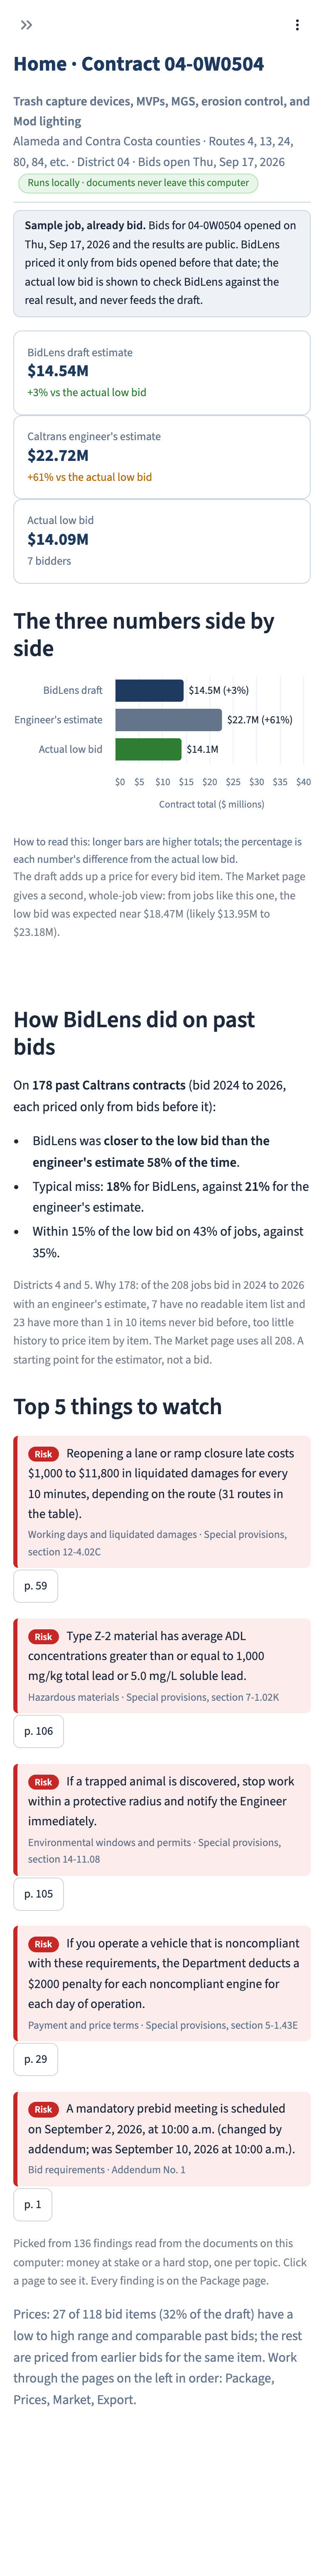 Home · Contract 04-0W0504
Trash capture devices, MVPs, MGS, erosion control, and
Mod lighting
Alameda and Contra Costa counties · Routes 4, 13, 24,
80, 84, etc. · District 04 · Bids open Thu, Sep 17, 2026
Runs locally · documents never leave this computer
Sample job, already bid. Bids for 04-0W0504 opened on
Thu, Sep 17, 2026 and the results are public. BidLens
priced it only from bids opened before that date; the
actual low bid is shown to check BidLens against the
real result, and never feeds the draft.
BidLens draft estimate
$14.54M
+3% vs the actual low bid
Caltrans engineer's estimate
$22.72M
+61% vs the actual low bid
Actual low bid
$14.09M
7 bidders
The three numbers side by
side
BidLens draft $14.5M (+3%)
Engineer's estimate $22.7M (+61%)
Actual low bid $14.1M
$0 $5 $10 $15 $20 $25 $30 $35 $40
Contract total ($ millions)
How to read this: longer bars are higher totals; the percentage is
each number's difference from the actual low bid.
The draft adds up a price for every bid item. The Market page
gives a second, whole-job view: from jobs like this one, the
low bid was expected near $18.47M (likely $13.95M to
$23.18M).
How BidLens did on past
bids
On 178 past Caltrans contracts (bid 2024 to 2026,
each priced only from bids before it):
• BidLens was closer to the low bid than the
engineer's estimate 58% of the time.
• Typical miss: 18% for BidLens, against 21% for the
engineer's estimate.
• Within 15% of the low bid on 43% of jobs, against
35%.
Districts 4 and 5. Why 178: of the 208 jobs bid in 2024 to 2026
with an engineer's estimate, 7 have no readable item list and
23 have more than 1 in 10 items never bid before, too little
history to price item by item. The Market page uses all 208. A
starting point for the estimator, not a bid.
Top 5 things to watch
Risk Reopening a lane or ramp closure late costs
$1,000 to $11,800 in liquidated damages for every
10 minutes, depending on the route (31 routes in
the table).
Working days and liquidated damages · Special provisions,
section 12-4.02C
p. 59
Risk Type Z-2 material has average ADL
concentrations greater than or equal to 1,000
mg/kg total lead or 5.0 mg/L soluble lead.
Hazardous materials · Special provisions, section 7-1.02K
p. 106
Risk If a trapped animal is discovered, stop work
within a protective radius and notify the Engineer
immediately.
Environmental windows and permits · Special provisions,
section 14-11.08
p. 105
Risk If you operate a vehicle that is noncompliant
with these requirements, the Department deducts a
$2000 penalty for each noncompliant engine for
each day of operation.
Payment and price terms · Special provisions, section 5-1.43E
p. 29
Risk A mandatory prebid meeting is scheduled
on September 2, 2026, at 10:00 a.m. (changed by
addendum; was September 10, 2026 at 10:00 a.m.).
Bid requirements · Addendum No. 1
p. 1
Picked from 136 findings read from the documents on this
computer: money at stake or a hard stop, one per topic. Click
a page to see it. Every finding is on the Package page.
Prices: 27 of 118 bid items (32% of the draft) have a
low to high range and comparable past bids; the rest
are priced from earlier bids for the same item. Work
through the pages on the left in order: Package,
Prices, Market, Export.